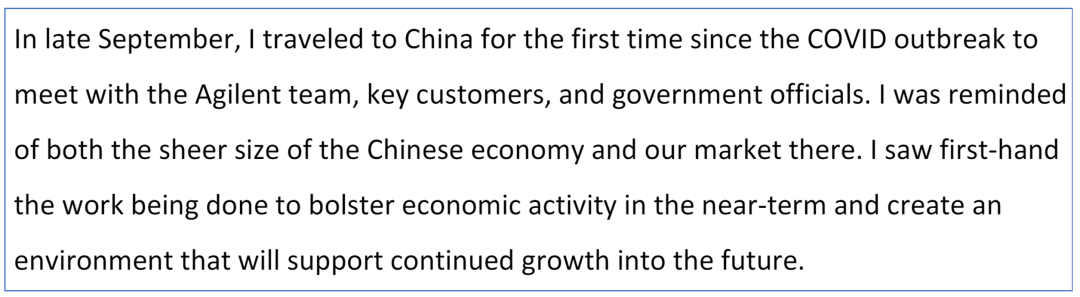 In late September, I traveled to China for the first time since the COVID outbreak to
meet with the Agilent team, key customers, and government officials. I was reminded
of both the sheer size of the Chinese economy and our market there. I saw first-hand
the work being done to bolster economic activity in the near-term and create an
environment that will support continued growth into the future.